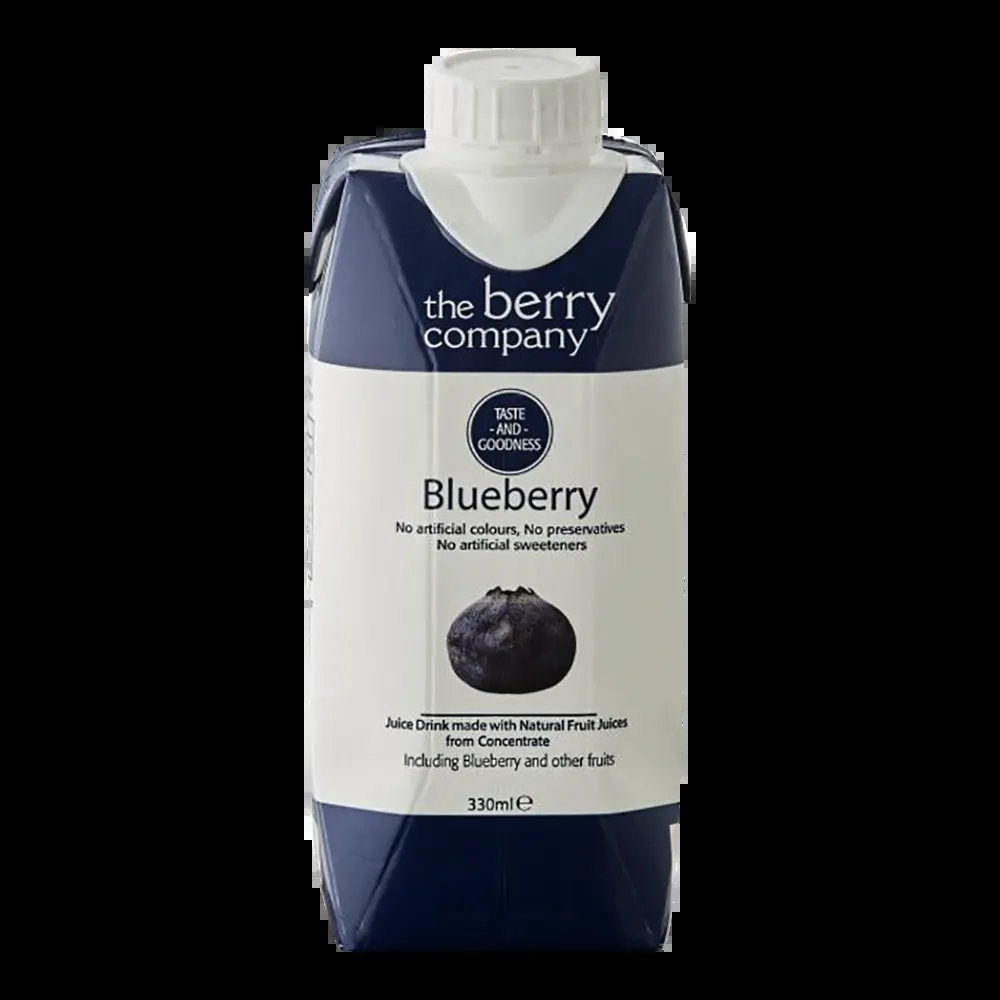 the berry
company
TASTE
- AND -
GOODNESS
Blueberry
No artificial colours, No preservatives
No artificial sweeteners
Juice Drink made with Natural Fruit Juices
from Concentrate
Including Blueberry and other fruits
330ml ℮